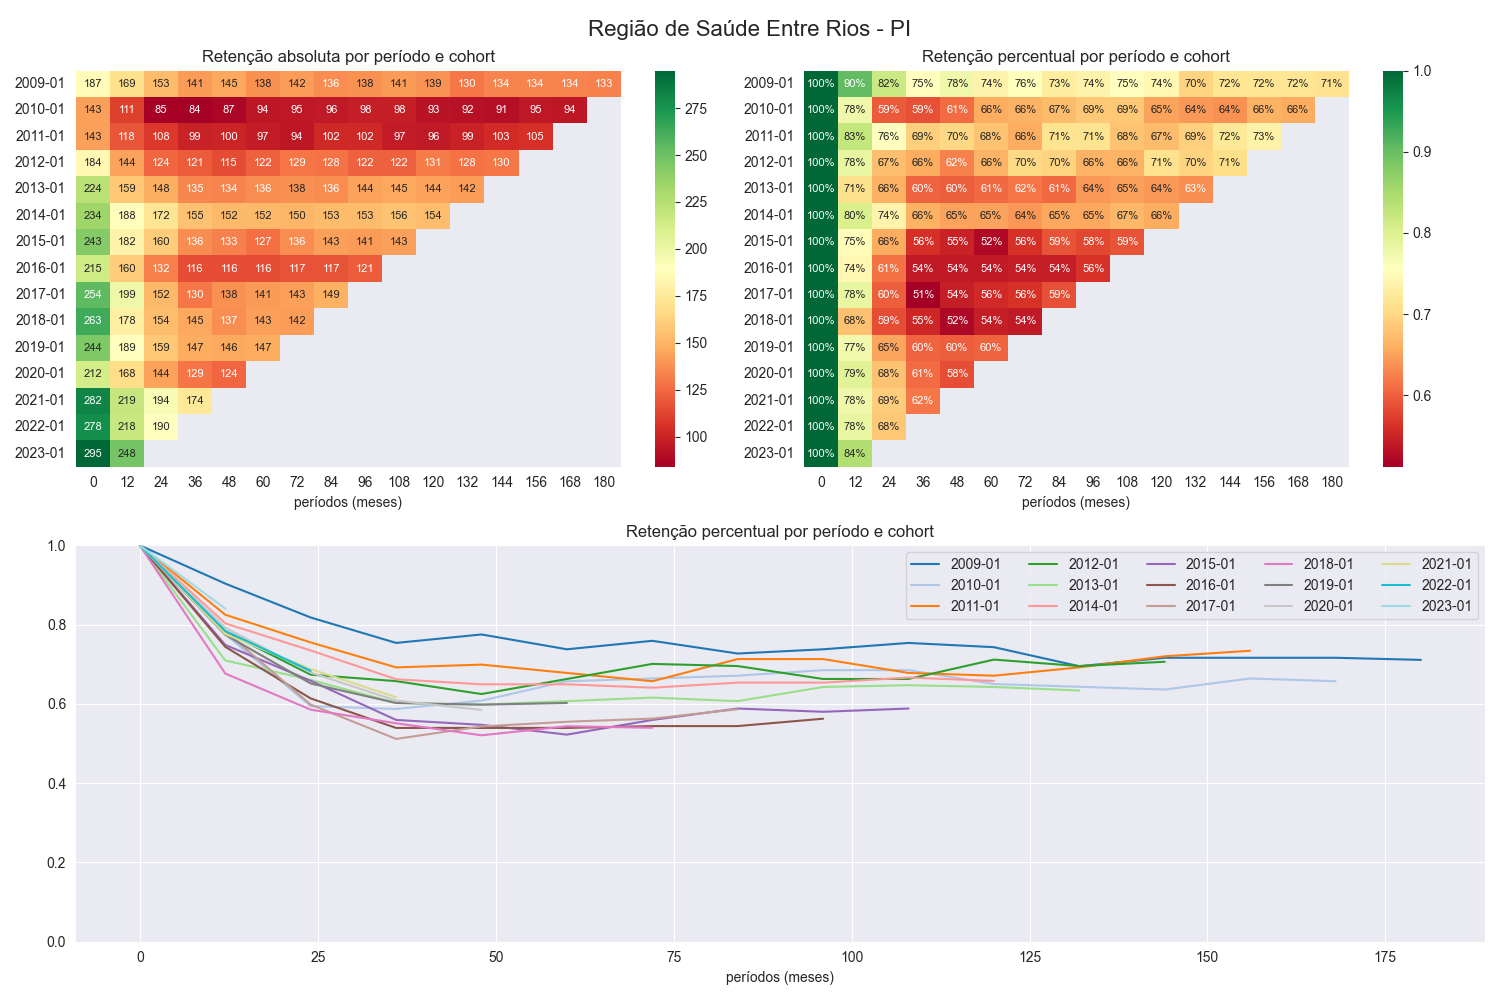 Região de Saúde Entre Rios - PI
Retenção absoluta por período e cohort
2009-01 187 169 153 141 145 138 142 136 138 141 139 130 134 134 134 133
2010-01 143 111 85 84 87 94 95 96 98 98 93 92 91 95 94
2011-01 143 118 108 99 100 97 94 102 102 97 96 99 103 105
2012-01 184 144 124 121 115 122 129 128 122 122 131 128 130
2013-01 224 159 148 135 134 136 138 136 144 145 144 142
2014-01 234 188 172 155 152 152 150 153 153 156 154
2015-01 243 182 160 136 133 127 136 143 141 143
2016-01 215 160 132 116 116 116 117 117 121
2017-01 254 199 152 130 138 141 143 149
2018-01 263 178 154 145 137 143 142
2019-01 244 189 159 147 146 147
2020-01 212 168 144 129 124
2021-01 282 219 194 174
2022-01 278 218 190
2023-01 295 248
0 12 24 36 48 60 72 84 96 108 120 132 144 156 168 180
períodos (meses)
275
250
225
200
175
150
125
100
Retenção percentual por período e cohort
2009-01 100% 90% 82% 75% 78% 74% 76% 73% 74% 75% 74% 70% 72% 72% 72% 71%
2010-01 100% 78% 59% 59% 61% 66% 66% 67% 69% 69% 65% 64% 64% 66% 66%
2011-01 100% 83% 76% 69% 70% 68% 66% 71% 71% 68% 67% 69% 72% 73%
2012-01 100% 78% 67% 66% 62% 66% 70% 70% 66% 66% 71% 70% 71%
2013-01 100% 71% 66% 60% 60% 61% 62% 61% 64% 65% 64% 63%
2014-01 100% 80% 74% 66% 65% 65% 64% 65% 65% 67% 66%
2015-01 100% 75% 66% 56% 55% 52% 56% 59% 58% 59%
2016-01 100% 74% 61% 54% 54% 54% 54% 54% 56%
2017-01 100% 78% 60% 51% 54% 56% 56% 59%
2018-01 100% 68% 59% 55% 52% 54% 54%
2019-01 100% 77% 65% 60% 60% 60%
2020-01 100% 79% 68% 61% 58%
2021-01 100% 78% 69% 62%
2022-01 100% 78% 68%
2023-01 100% 84%
0 12 24 36 48 60 72 84 96 108 120 132 144 156 168 180
períodos (meses)
1.0
0.9
0.8
0.7
0.6
Retenção percentual por período e cohort
1.0
0.8
0.6
0.4
0.2
0.0
2009-01 2012-01 2015-01 2018-01 2021-01
2010-01 2013-01 2016-01 2019-01 2022-01
2011-01 2014-01 2017-01 2020-01 2023-01
0 25 50 75 100 125 150 175
períodos (meses)